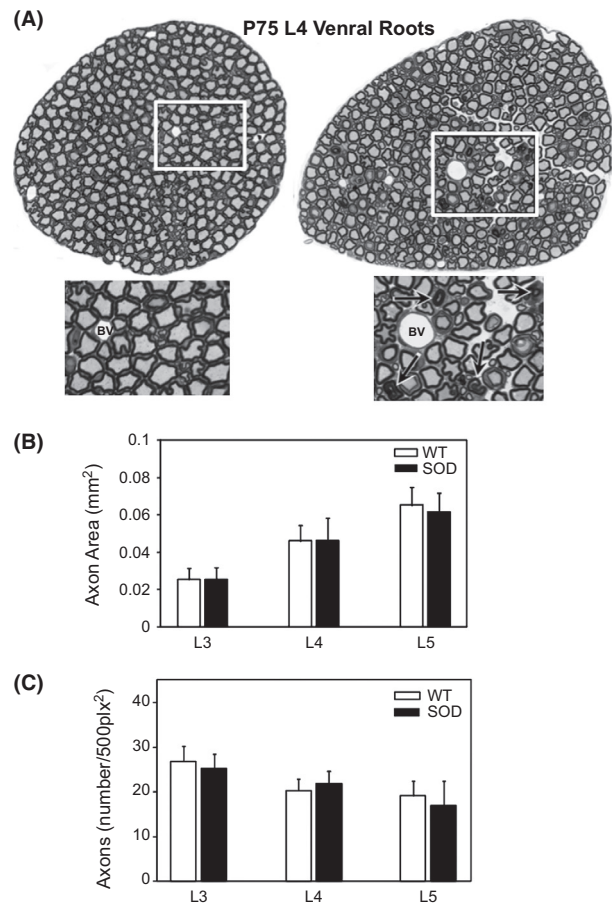 (A)
P75 L4 Venral Roots
BV
BV
(B)
Axon Area (mm²)
0.1
0.08
0.06
0.04
0.02
0
WT
SOD
L3 L4 L5
(C)
Axons (number/500plx²)
40
30
20
10
0
WT
SOD
L3 L4 L5